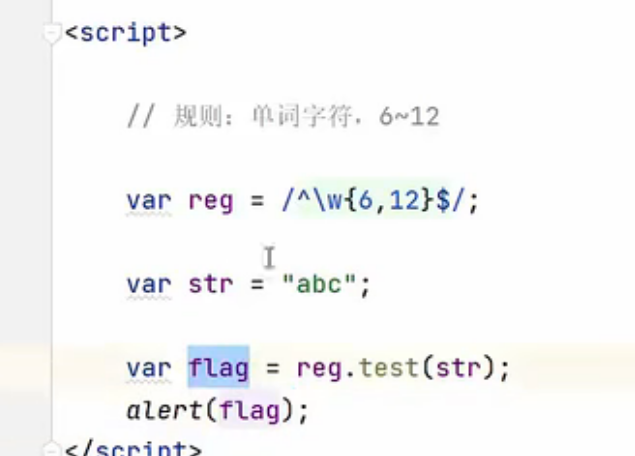 <script>
// 规则：单词字符，6~12
var reg = /^\w{6,12}$/;
var str = "abc";
var flag = reg.test(str);
alert(flag);
</script>